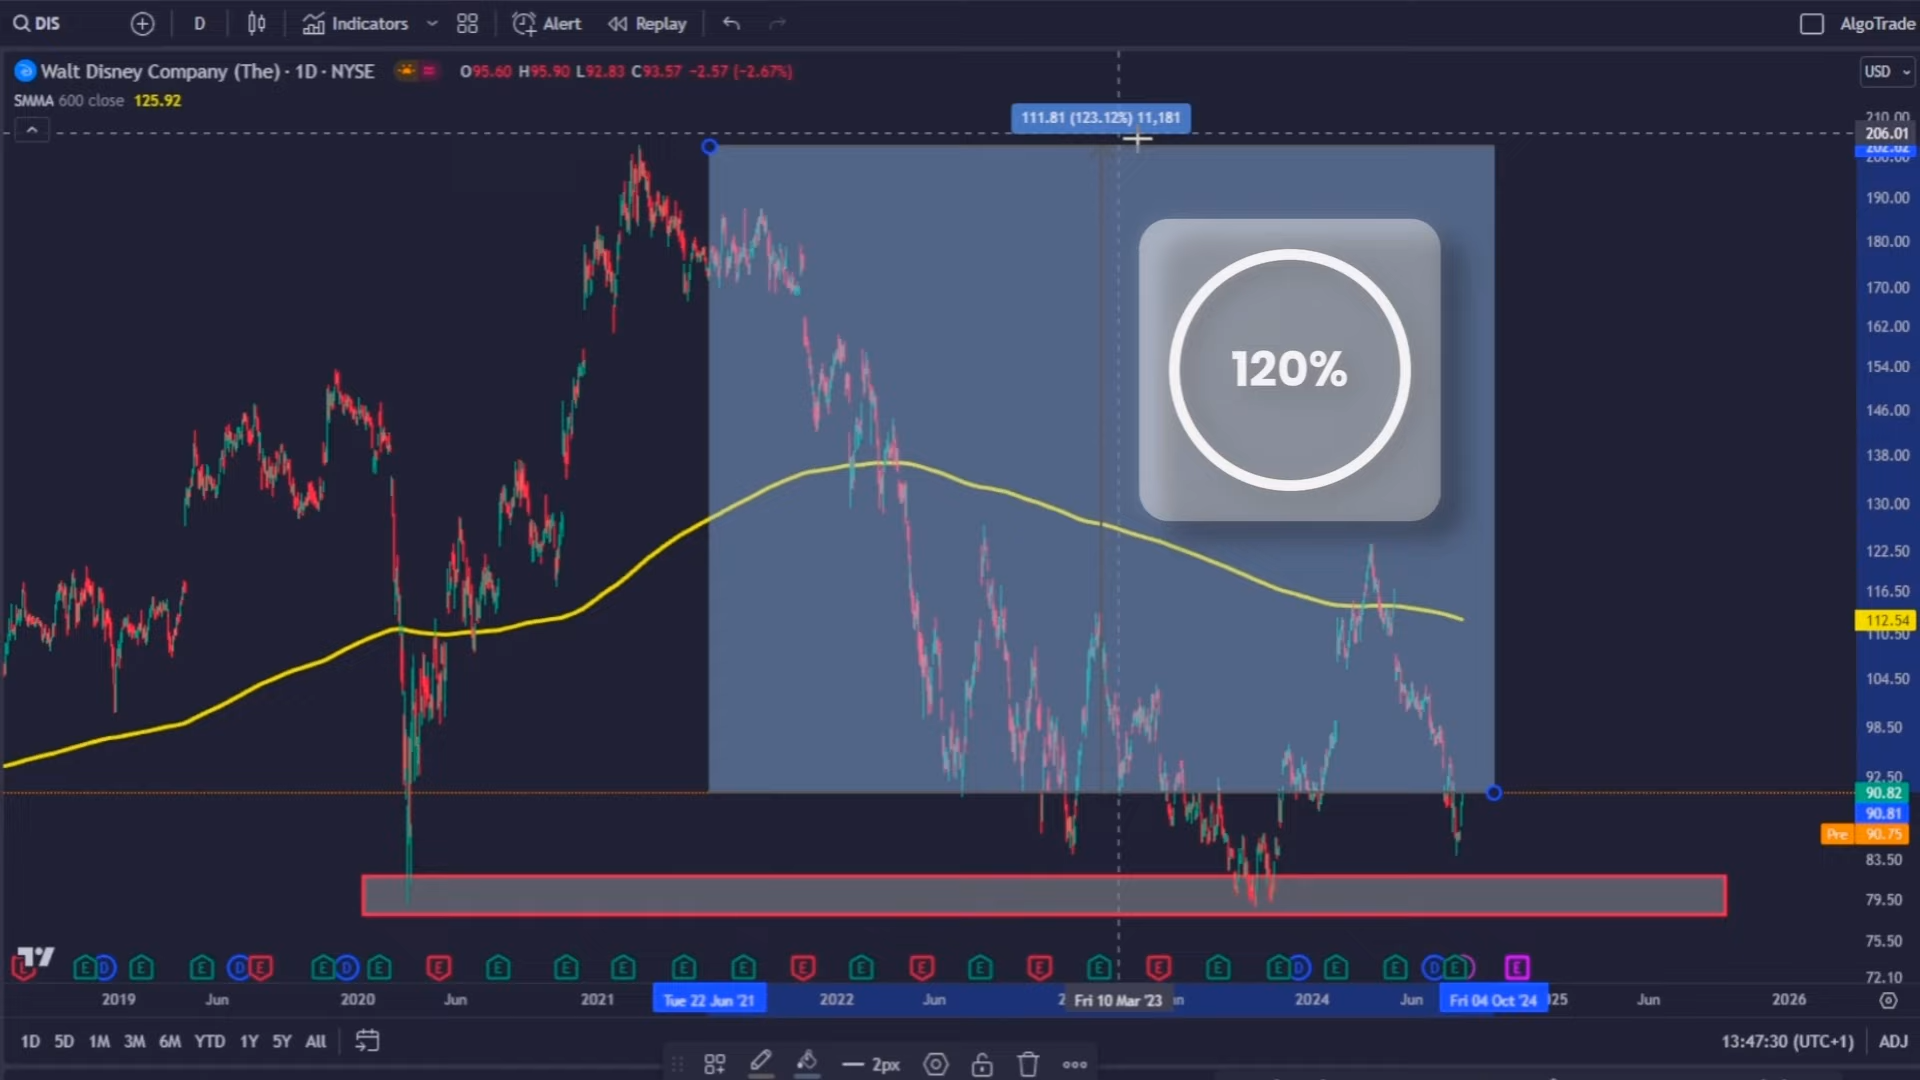 DIS D Indicators Alert Replay AlgoTrade
Walt Disney Company (The) · 1D · NYSE O95.60 H95.90 L92.83 C93.57 −2.57 (−2.67%) USD
SMMA 600 close 125.92
111.81 (123.12%) 11,181
210.00
206.01
202.62
200.00
190.00
180.00
170.00
162.00
154.00
146.00
138.00
130.00
122.50
116.50
112.54
110.50
104.50
98.50
92.50
90.82
90.81
Pre 90.75
83.50
79.50
75.50
72.10
120%
E D E E D E E D E E E E E E E E E E E E E E E E D E E D E E
2019 Jun 2020 Jun 2021 Tue 22 Jun '21 2022 Jun Fri 10 Mar '23 2024 Jun Fri 04 Oct '24 Jun 2026
1D 5D 1M 3M 6M YTD 1Y 5Y All 13:47:30 (UTC+1) ADJ
2px